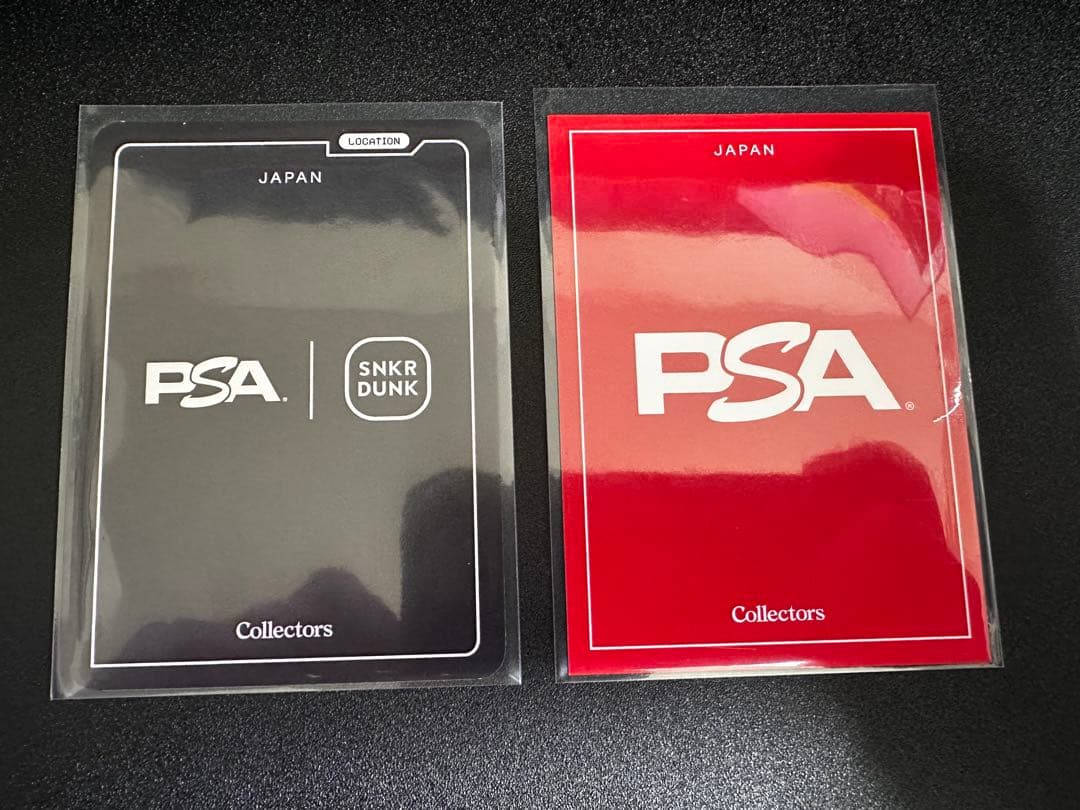 LOCATION
JAPAN
PSA.
SNKR
DUNK
Collectors
JAPAN
PSA®
Collectors